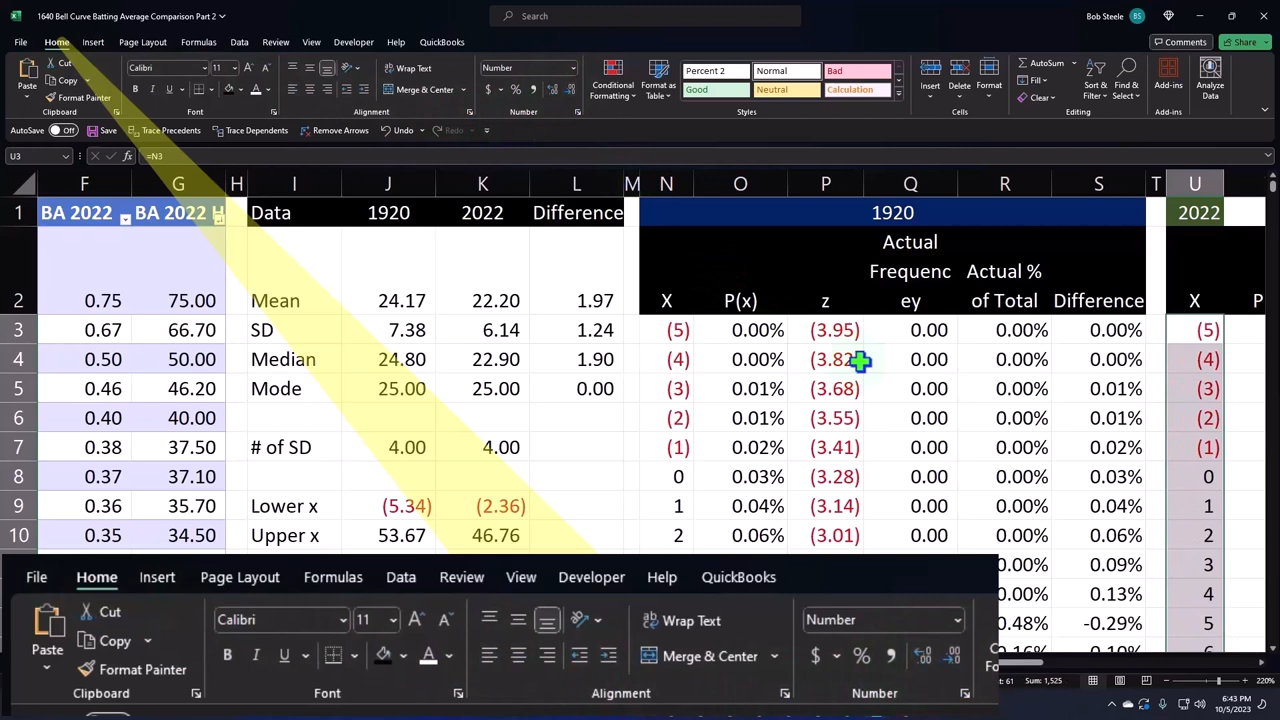 1640 Bell Curve Batting Average Comparison Part 2
Search
Bob Steele BS
File Home Insert Page Layout Formulas Data Review View Developer Help QuickBooks
Comments Share
Paste Cut Copy Format Painter Clipboard
Calibri 11 B I U A Font
Wrap Text Merge & Center Alignment
Number $ % Number
Conditional Formatting Format as Table
Percent 2 Normal Bad
Good Neutral Calculation
Styles
Insert Delete Format Cells
AutoSum Fill Clear Editing
Add-ins Add-ins
Analyze Data
AutoSave Off Save Trace Precedents Trace Dependents Remove Arrows Undo Redo
U3 fx =N3
F G H I J K L M N O P Q R S T U
1 BA 2022 BA 2022 H Data 1920 2022 Difference 1920 2022
2 0.75 75.00 Mean 24.17 22.20 1.97 X P(x) z Actual Frequenc ey Actual % of Total Difference X P
3 0.67 66.70 SD 7.38 6.14 1.24 (5) 0.00% (3.95) 0.00 0.00% 0.00% (5)
4 0.50 50.00 Median 24.80 22.90 1.90 (4) 0.00% (3.82) 0.00 0.00% 0.00% (4)
5 0.46 46.20 Mode 25.00 25.00 0.00 (3) 0.01% (3.68) 0.00 0.00% 0.01% (3)
6 0.40 40.00 (2) 0.01% (3.55) 0.00 0.00% 0.01% (2)
7 0.38 37.50 # of SD 4.00 4.00 (1) 0.02% (3.41) 0.00 0.00% 0.02% (1)
8 0.37 37.10 0 0.03% (3.28) 0.00 0.00% 0.03% 0
9 0.36 35.70 Lower x (5.34) (2.36) 1 0.04% (3.14) 0.00 0.00% 0.04% 1
10 0.35 34.50 Upper x 53.67 46.76 2 0.06% (3.01) 0.00 0.00% 0.06% 2
0.00% 0.09% 3
0.13% 4
0.48% -0.29% 5
File Home Insert Page Layout Formulas Data Review View Developer Help QuickBooks
Paste Cut Copy Format Painter Clipboard
Calibri 11 B I U A Font
Wrap Text Merge & Center Alignment
Number $ % Number
Sum: 1,525 220%
6:43 PM
10/5/2023